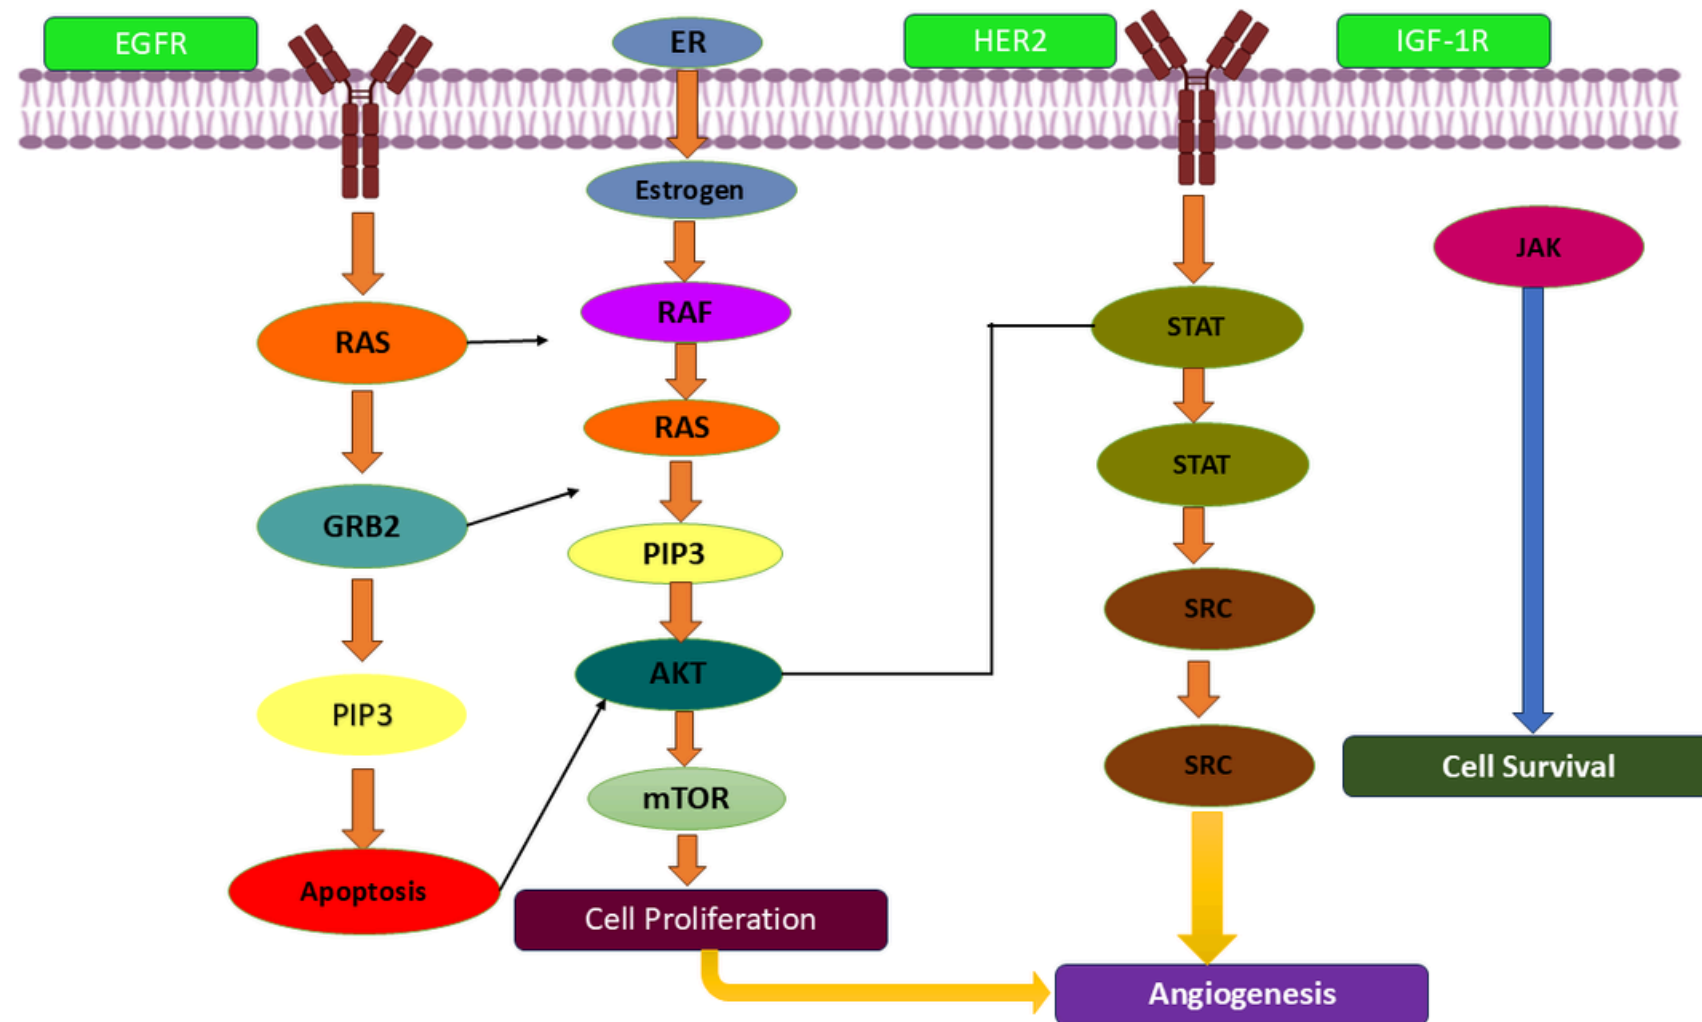 EGFR
ER
HER2
IGF-1R
Estrogen
JAK
RAF
STAT
RAS
RAS
STAT
GRB2
PIP3
SRC
AKT
PIP3
SRC
Cell Survival
mTOR
Apoptosis
Cell Proliferation
Angiogenesis